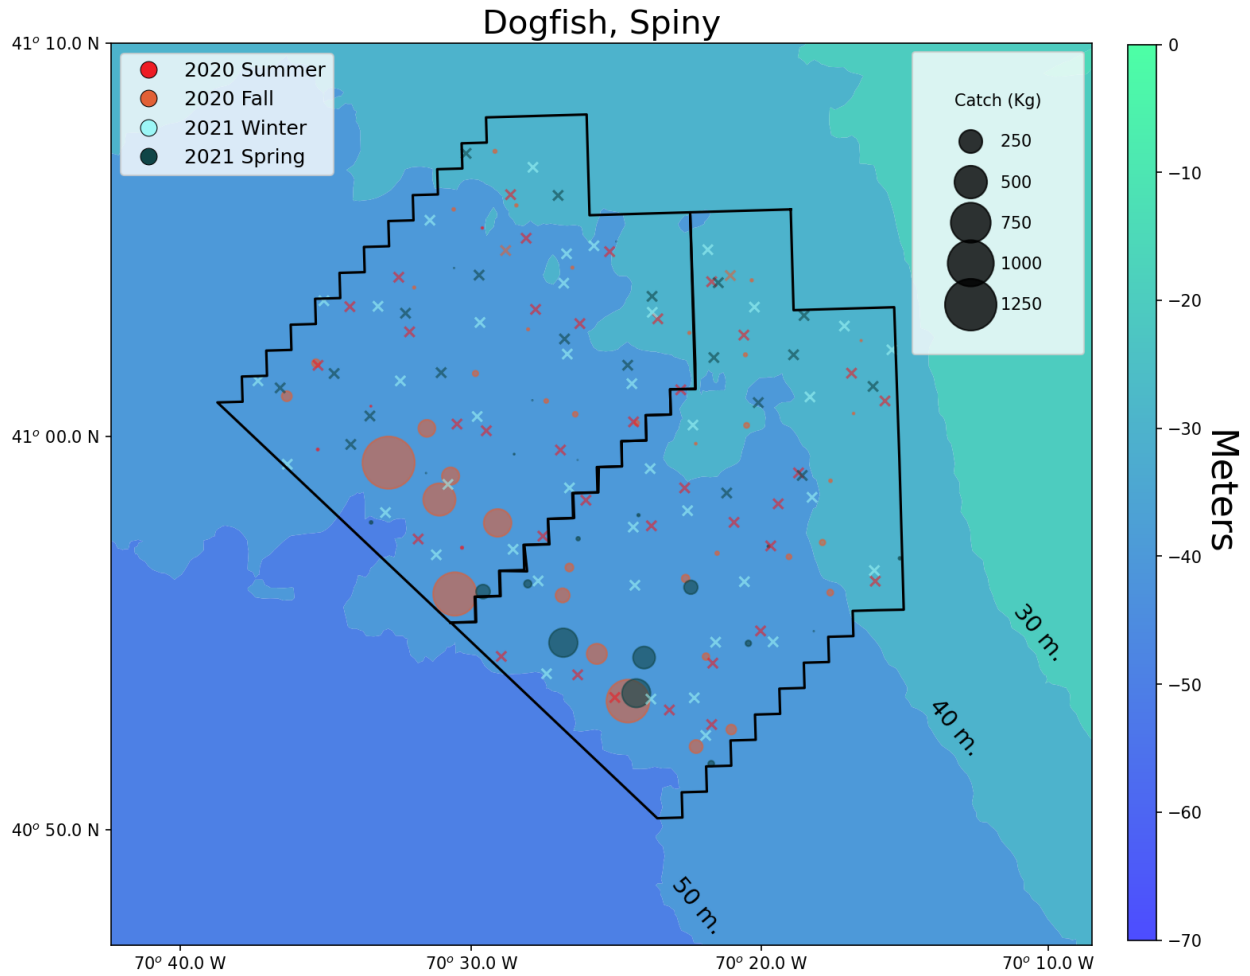 Dogfish, Spiny
41° 10.0 N
41° 00.0 N
40° 50.0 N
2020 Summer
2020 Fall
2021 Winter
2021 Spring
Catch (Kg)
250
500
750
1000
1250
30 m.
40 m.
50 m.
70° 40.0 W
70° 30.0 W
70° 20.0 W
70° 10.0 W
0
−10
−20
−30
−40
−50
−60
−70
Meters